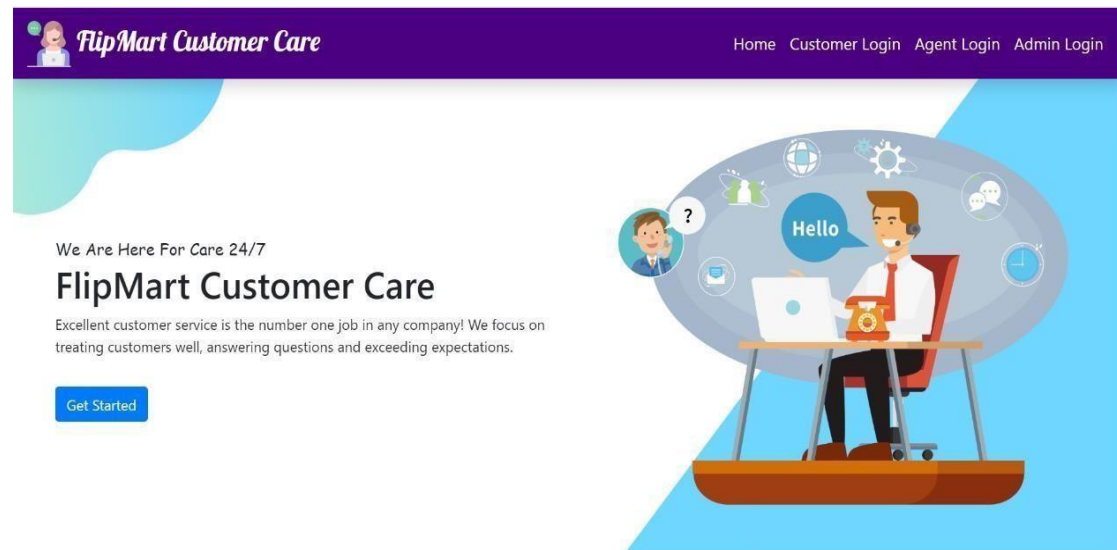 FlipMart Customer Care
Home Customer Login Agent Login Admin Login
We Are Here For Care 24/7
FlipMart Customer Care
Excellent customer service is the number one job in any company! We focus on
treating customers well, answering questions and exceeding expectations.
Get Started
?
Hello